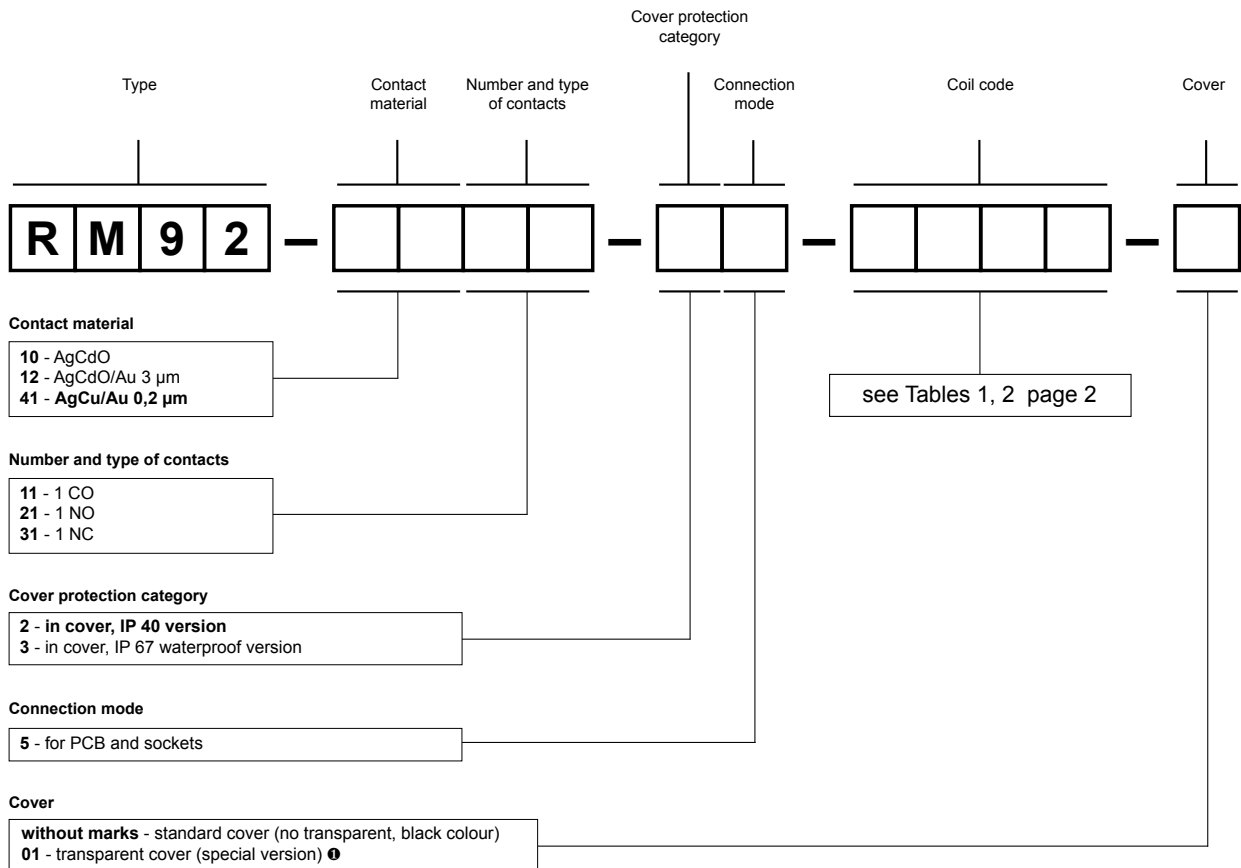 Cover protection
category
Type
Contact
material
Number and type
of contacts
Connection
mode
Coil code
Cover
R M 9 2 – – – –
Contact material
10 - AgCdO
12 - AgCdO/Au 3 µm
41 - AgCu/Au 0,2 µm
see Tables 1, 2 page 2
Number and type of contacts
11 - 1 CO
21 - 1 NO
31 - 1 NC
Cover protection category
2 - in cover, IP 40 version
3 - in cover, IP 67 waterproof version
Connection mode
5 - for PCB and sockets
Cover
without marks - standard cover (no transparent, black colour)
01 - transparent cover (special version) ❶